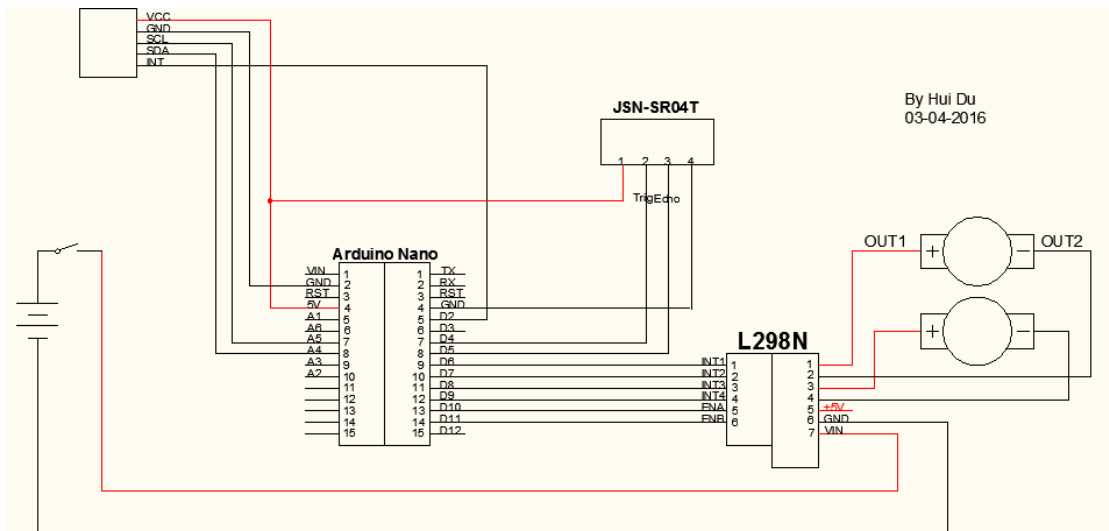 VCC
GND
SCL
SDA
INT
JSN-SR04T
1 2 3 4
Trig Echo
By Hui Du
03-04-2016
Arduino Nano
VIN 1 1 TX
GND 2 2 RX
RST 3 3 RST
5V 4 4 GND
A1 5 5 D2
A6 6 6 D3
A5 7 7 D4
A4 8 8 D5
A3 9 9 D6
A2 10 10 D7
11 11 D8
12 12 D9
13 13 D10
14 14 D11
15 15 D12
OUT1 + - OUT2
+ -
L298N
INT1 1 1
INT2 2 2
INT3 3 3
INT4 4 4
ENA 5 5 +5V
ENB 6 6 GND
7 VIN